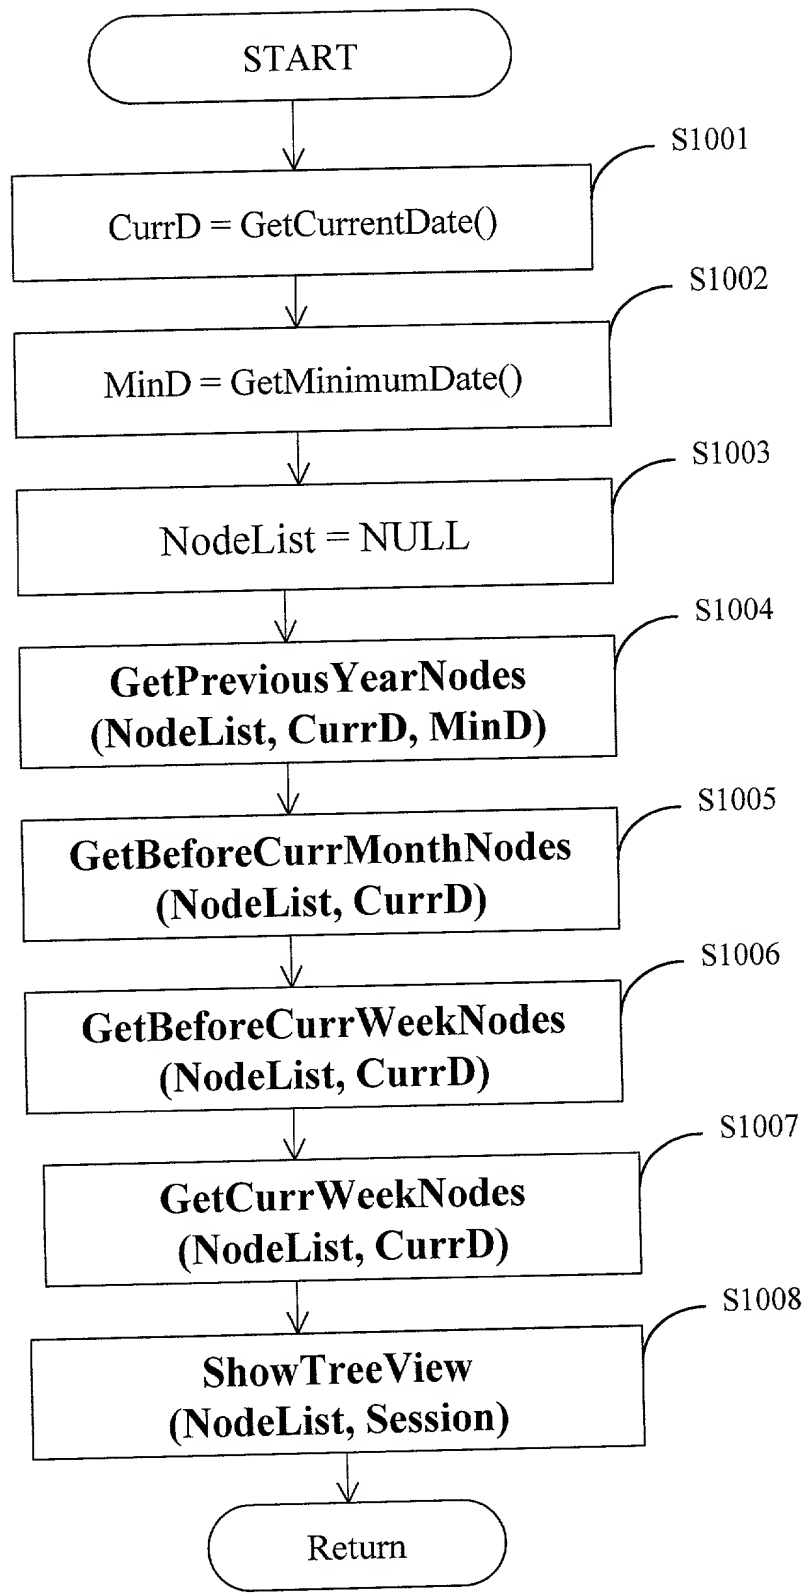 START
S1001
CurrD = GetCurrentDate()
S1002
MinD = GetMinimumDate()
S1003
NodeList = NULL
S1004
GetPreviousYearNodes
(NodeList, CurrD, MinD)
S1005
GetBeforeCurrMonthNodes
(NodeList, CurrD)
S1006
GetBeforeCurrWeekNodes
(NodeList, CurrD)
S1007
GetCurrWeekNodes
(NodeList, CurrD)
S1008
ShowTreeView
(NodeList, Session)
Return